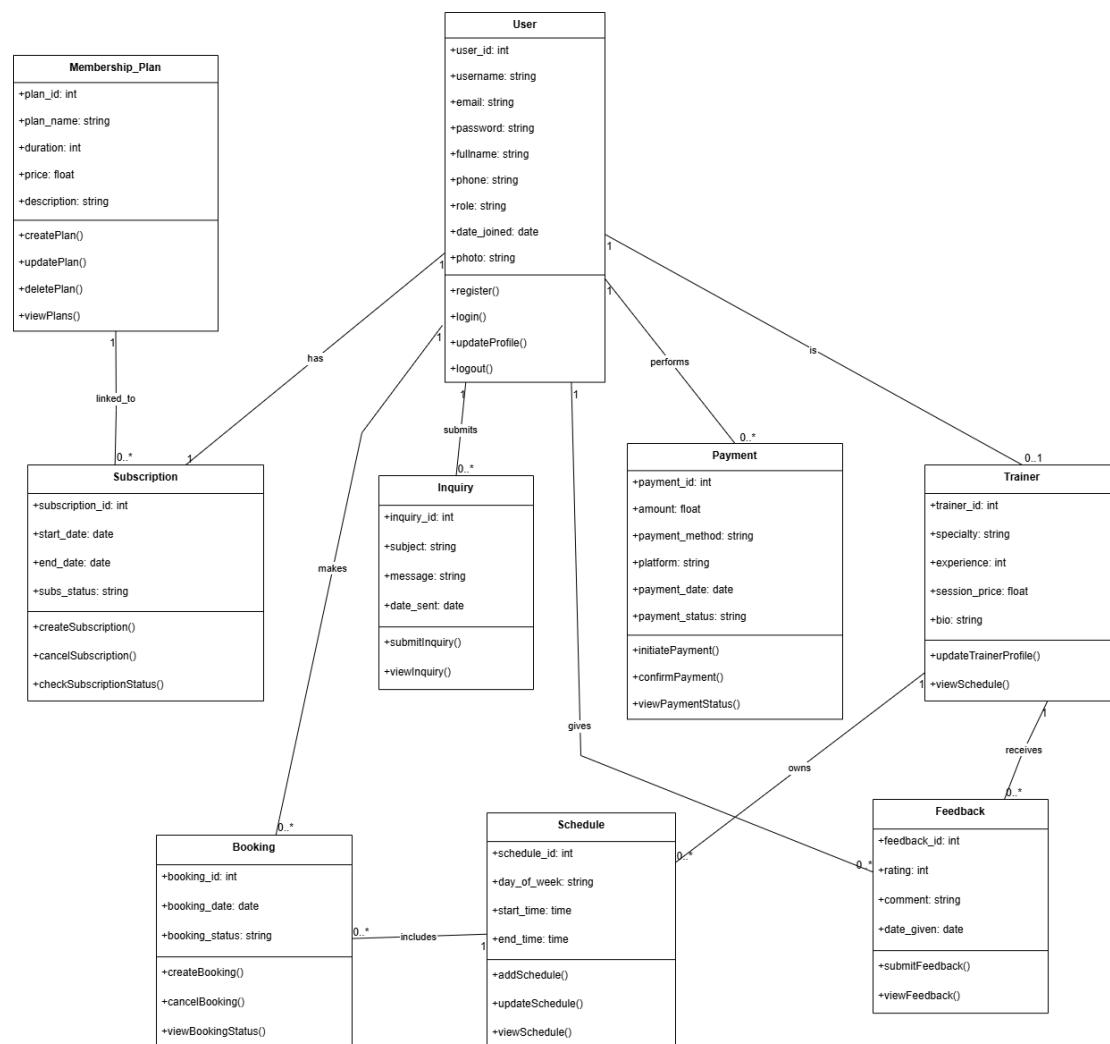 User
+user_id: int
+username: string
+email: string
+password: string
+fullname: string
+phone: string
+role: string
+date_joined: date
+photo: string
+register()
+login()
+updateProfile()
+logout()
Membership_Plan
+plan_id: int
+plan_name: string
+duration: int
+price: float
+description: string
+createPlan()
+updatePlan()
+deletePlan()
+viewPlans()
1
linked_to
0..*
1
has
1
1
makes
0..*
1
submits
0..*
1
gives
0..*
1
performs
0..*
1
is
0..1
Subscription
+subscription_id: int
+start_date: date
+end_date: date
+subs_status: string
+createSubscription()
+cancelSubscription()
+checkSubscriptionStatus()
Inquiry
+inquiry_id: int
+subject: string
+message: string
+date_sent: date
+submitInquiry()
+viewInquiry()
Payment
+payment_id: int
+amount: float
+payment_method: string
+platform: string
+payment_date: date
+payment_status: string
+initiatePayment()
+confirmPayment()
+viewPaymentStatus()
Trainer
+trainer_id: int
+specialty: string
+experience: int
+session_price: float
+bio: string
+updateTrainerProfile()
+viewSchedule()
1
owns
0..*
1
receives
0..*
Booking
+booking_id: int
+booking_date: date
+booking_status: string
+createBooking()
+cancelBooking()
+viewBookingStatus()
0..*
includes
1
Schedule
+schedule_id: int
+day_of_week: string
+start_time: time
+end_time: time
+addSchedule()
+updateSchedule()
+viewSchedule()
Feedback
+feedback_id: int
+rating: int
+comment: string
+date_given: date
+submitFeedback()
+viewFeedback()